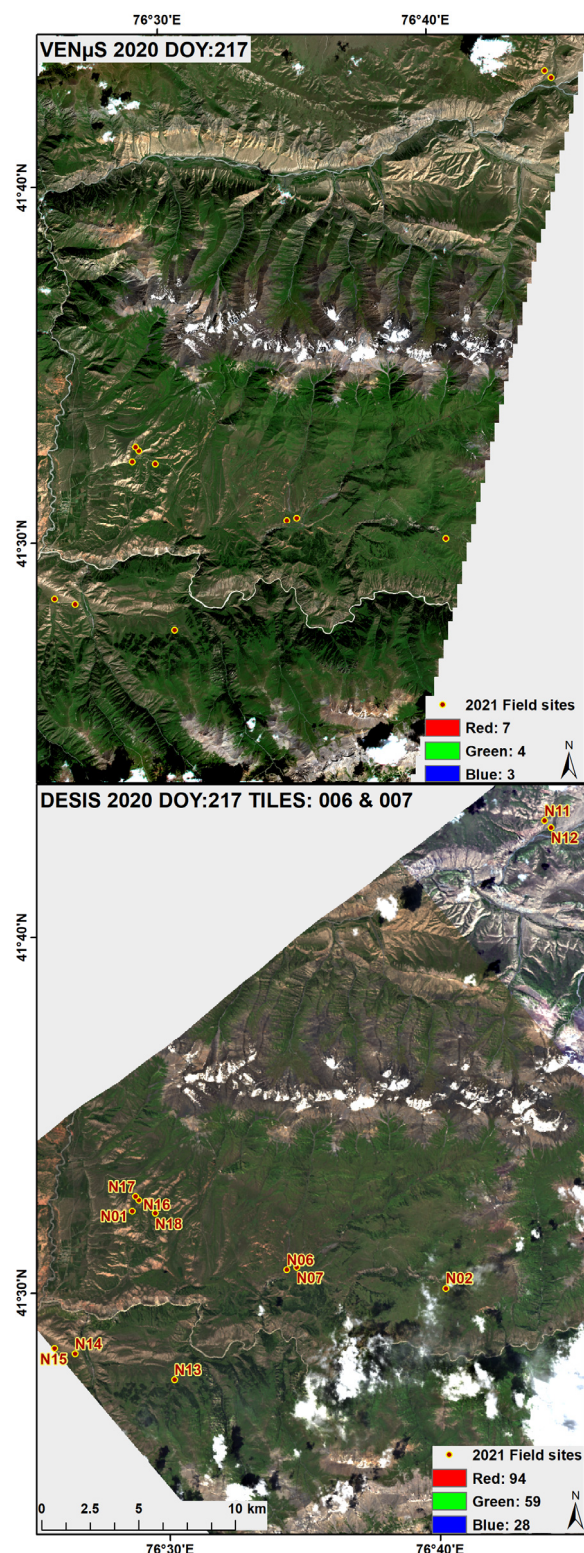 76°30'E
76°40'E
VENµS 2020 DOY:217
41°40'N
41°30'N
2021 Field sites
Red: 7
Green: 4
Blue: 3
N
DESIS 2020 DOY:217 TILES: 006 & 007
N11
N12
41°40'N
N17
N16
N01
N18
N06
N07
N02
41°30'N
N14
N15
N13
2021 Field sites
Red: 94
Green: 59
Blue: 28
N
0 2.5 5 10 km
76°30'E
76°40'E